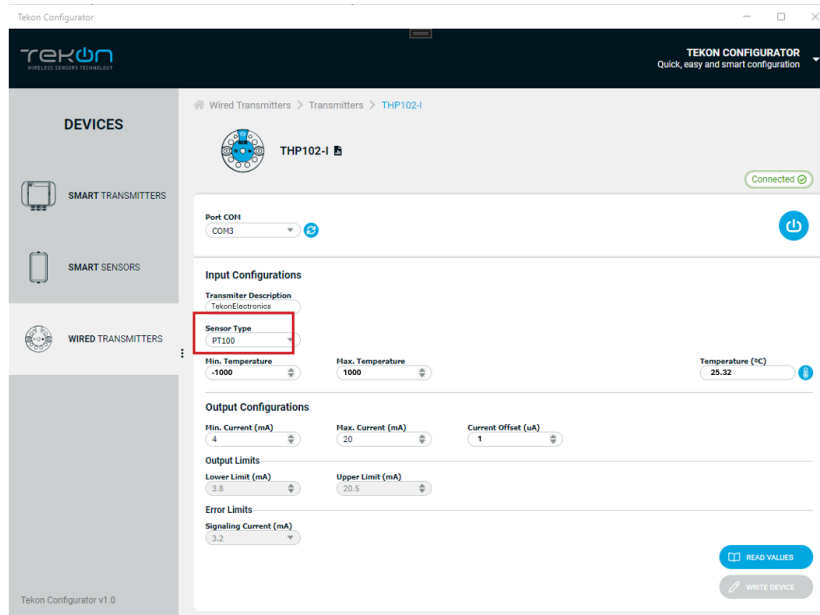 Tekon Configurator
TEKON
WIRELESS SENSORS TECHNOLOGY
TEKON CONFIGURATOR
Quick, easy and smart configuration
DEVICES
SMART TRANSMITTERS
SMART SENSORS
WIRED TRANSMITTERS
Tekon Configurator v1.0
Wired Transmitters > Transmitters > THP102-I
THP102-I
Connected
Port COM
COM3
Input Configurations
Transmiter Description
TekonElectronics
Sensor Type
PT100
Min. Temperature Max. Temperature Temperature (ºC)
-1000 1000 25.32
Output Configurations
Min. Current (mA) Max. Current (mA) Current Offset (uA)
4 20 1
Output Limits
Lower Limit (mA) Upper Limit (mA)
3.8 20.5
Error Limits
Signaling Current (mA)
3.2
READ VALUES
WRITE DEVICE